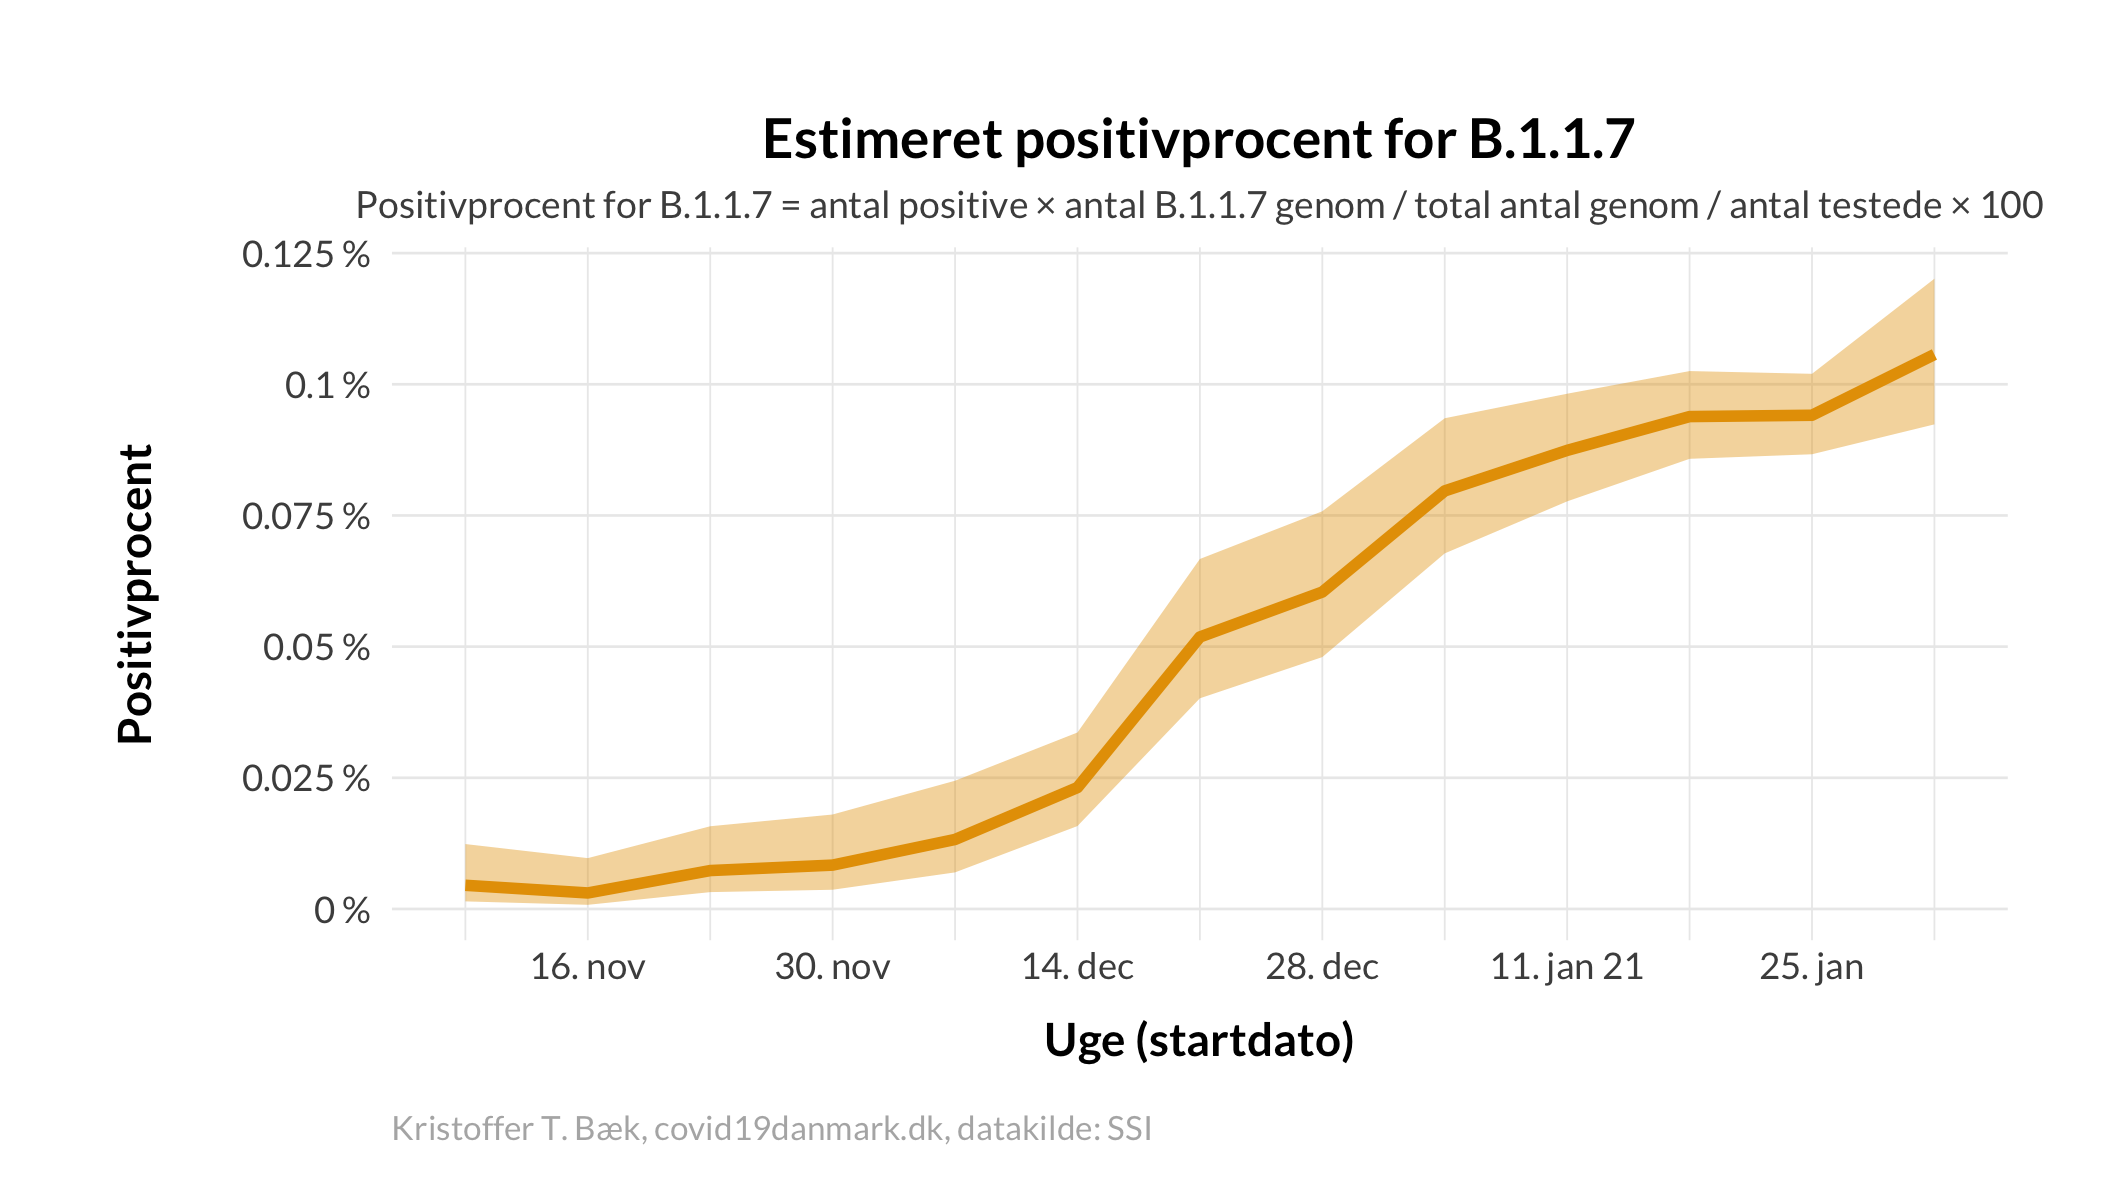 Estimeret positivprocent for B.1.1.7
Positivprocent for B.1.1.7 = antal positive × antal B.1.1.7 genom / total antal genom / antal testede × 100
0.125 %
0.1 %
0.075 %
0.05 %
0.025 %
0 %
Positivprocent
16. nov
30. nov
14. dec
28. dec
11. jan 21
25. jan
Uge (startdato)
Kristoffer T. Bæk, covid19danmark.dk, datakilde: SSI